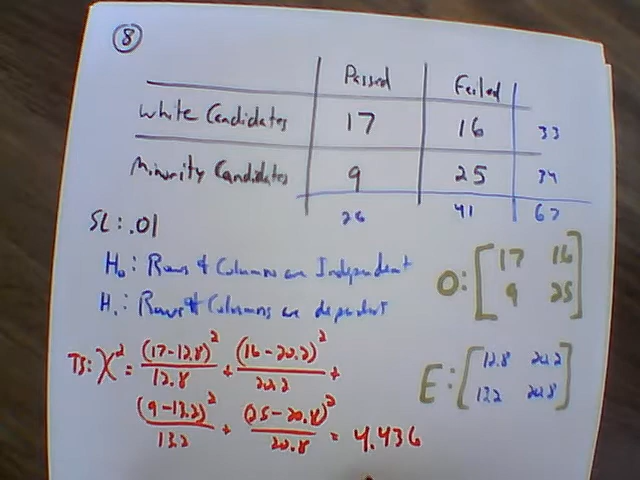 8
Passed Failed
White Candidates 17 16 33
Minority Candidates 9 25 34
26 41 67
SL: .01
H₀: Rows & Columns are Independent
H₁: Rows & Columns are dependent
O: [17 16
9 25]
E: [12.8 20.2
13.2 20.8]
TS: X² = (17-12.8)²/12.8 + (16-20.2)²/20.2 +
(9-13.2)²/13.2 + (25-20.8)²/20.8 = 4.436